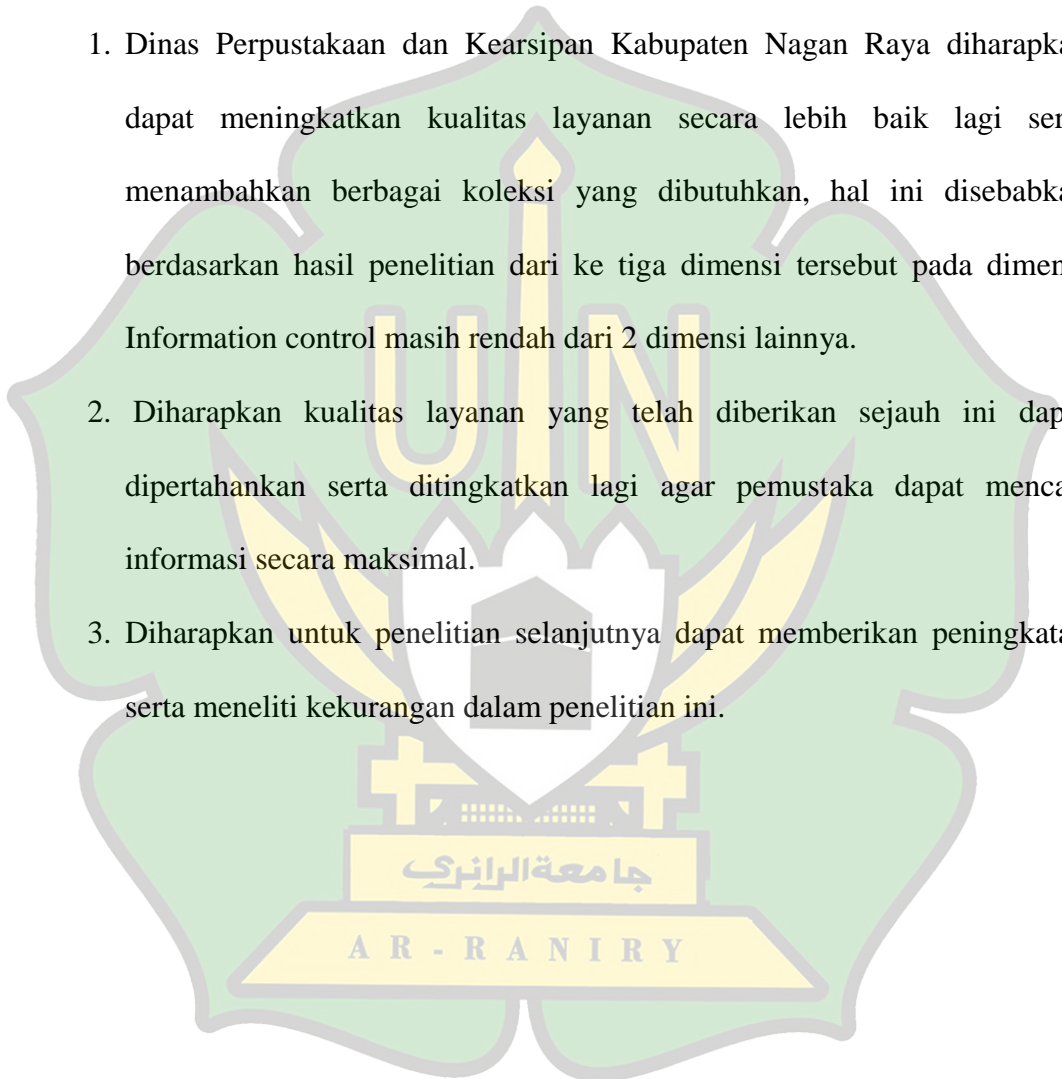 1. Dinas Perpustakaan dan Kearsipan Kabupaten Nagan Raya diharapka
dapat meningkatkan kualitas layanan secara lebih baik lagi ser
menambahkan berbagai koleksi yang dibutuhkan, hal ini disebabka
berdasarkan hasil penelitian dari ke tiga dimensi tersebut pada dimen
Information control masih rendah dari 2 dimensi lainnya.
2. Diharapkan kualitas layanan yang telah diberikan sejauh ini dap
dipertahankan serta ditingkatkan lagi agar pemustaka dapat menca
informasi secara maksimal.
3. Diharapkan untuk penelitian selanjutnya dapat memberikan peningkata
serta meneliti kekurangan dalam penelitian ini.
UIN
جامعةالرانري
AR-RANIRY